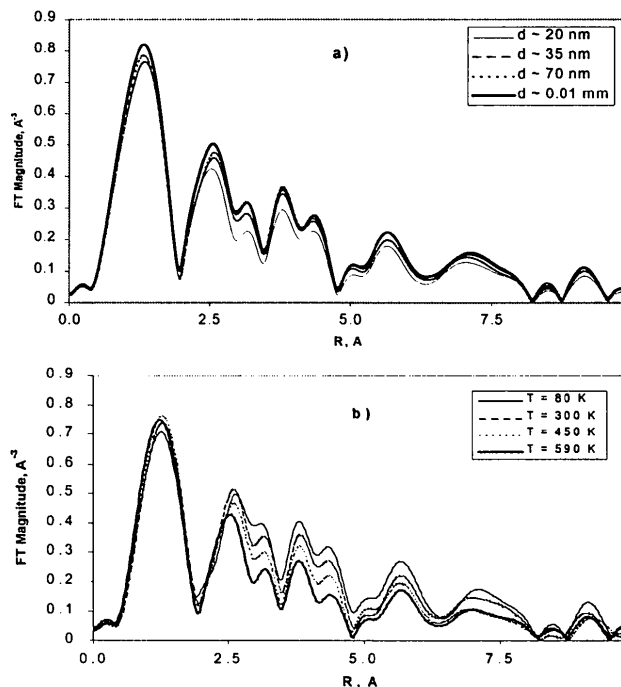 0.9
0.8
0.7
0.6
0.5
0.4
0.3
0.2
0.1
0
FT Magnitude, A-3
a)
d ~ 20 nm
d ~ 35 nm
d ~ 70 nm
d ~ 0.01 mm
0.0 2.5 5.0 7.5
R, A
0.9
0.8
0.7
0.6
0.5
0.4
0.3
0.2
0.1
0
FT Magnitude, A-3
b)
T = 80 K
T = 300 K
T = 450 K
T = 590 K
0.0 2.5 5.0 7.5
R, A